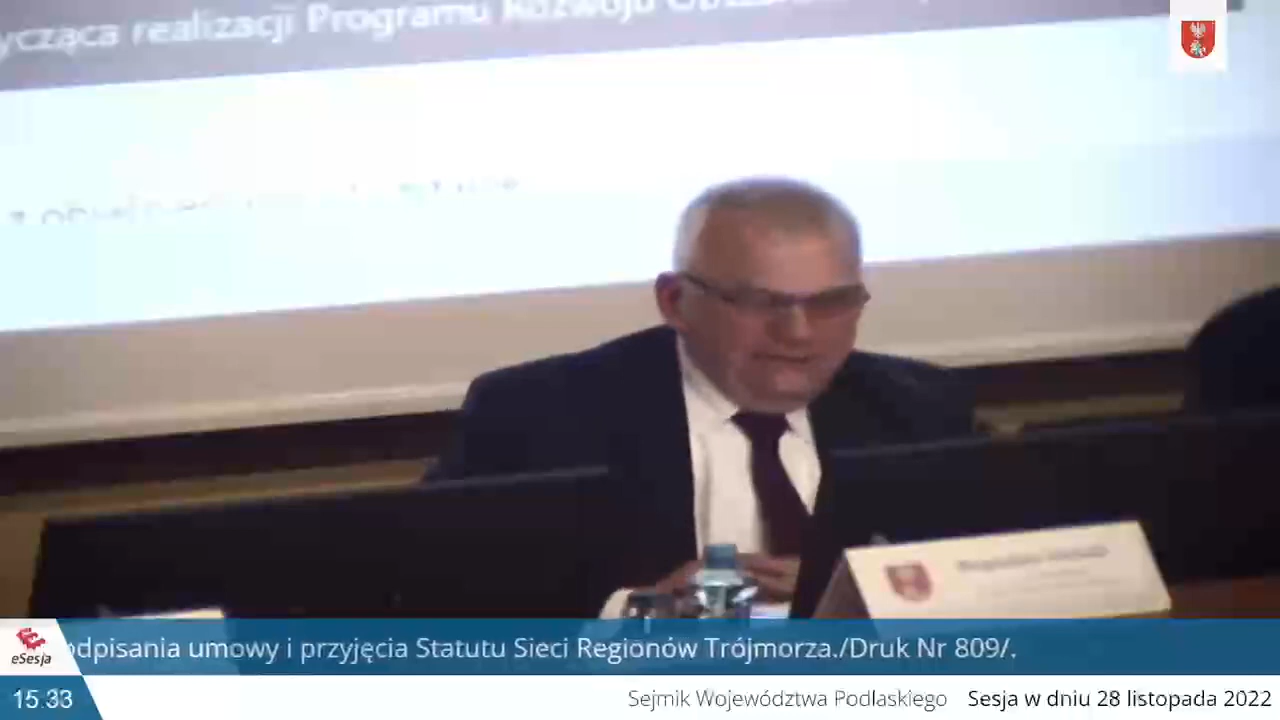 ycząca realizacji Programu Rozwoju
odpisania umowy i przyjęcia Statutu Sieci Regionów Trójmorza./Druk Nr 809/.
eSesja
15:33
Sejmik Województwa Podlaskiego Sesja w dniu 28 listopada 2022